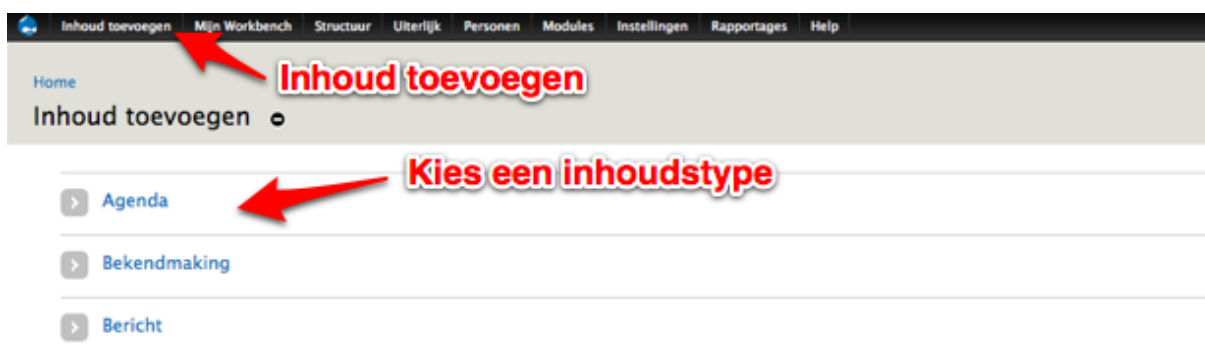 Inhoud toevoegen Mijn Workbench Structuur Uiterlijk Personen Modules Instellingen Rapportages Help
Inhoud toevoegen
Home
Inhoud toevoegen
Kies een inhoudstype
Agenda
Bekendmaking
Bericht